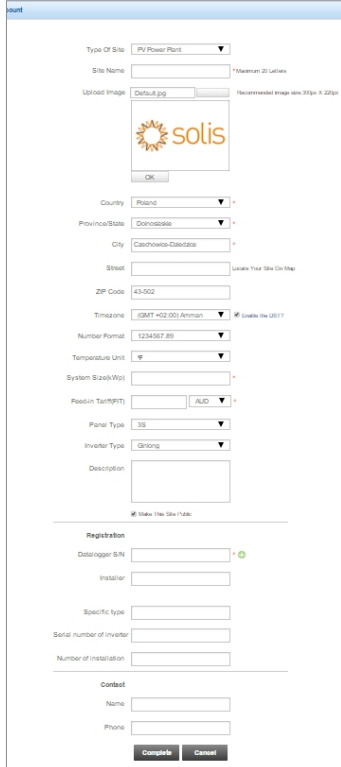 ount
Type Of Site PV Power Plant
Site Name * Maximum 20 Letters
Upload Image Default.jpg Recommended image size:300px X 220px
solis
OK
Country Poland *
Province/State Dolnoslaskie *
City Czechowice-Dziedzice *
Street Locate Your Site On Map
ZIP Code 43-502
Timezone (GMT +02:00) Amman Enable the DST?
Number Format 1234567.89
Temperature Unit °F
System Size(kWp) *
Feed-in Tariff(FIT) AUD *
Panel Type 3S
Inverter Type Ginlong
Description
Make This Site Public
Registration
Datalogger S/N *
Installer
Specific type
Serial number of inverter
Number of installation
Contact
Name
Phone
Complete Cancel